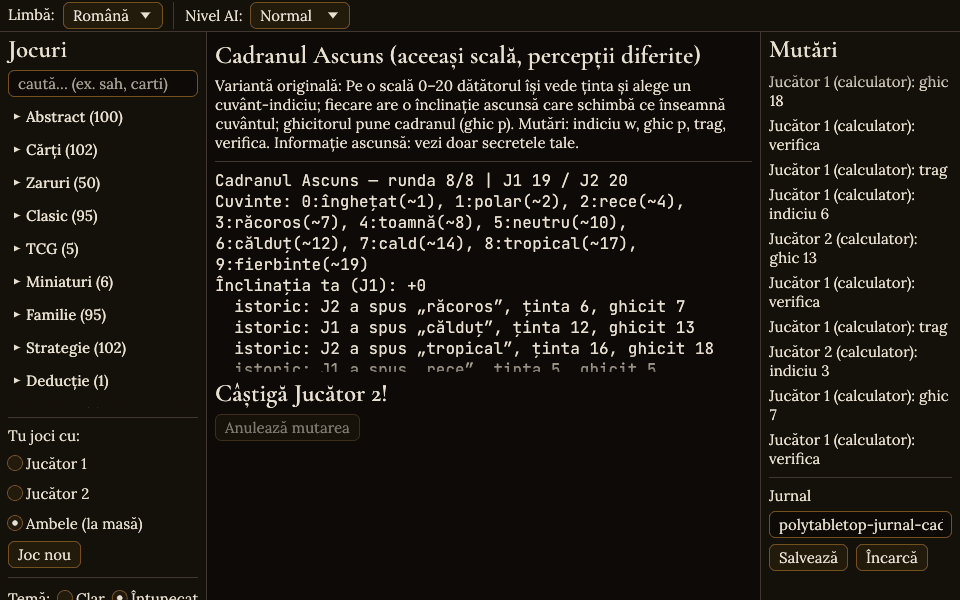 Limbă: Română ▼ Nivel AI: Normal ▼
Jocuri
caută... (ex. sah, carti)
▸ Abstract (100)
▸ Cărți (102)
▸ Zaruri (50)
▸ Clasic (95)
▸ TCG (5)
▸ Miniaturi (6)
▸ Familie (95)
▸ Strategie (102)
▸ Deducție (1)
Tu joci cu:
Jucător 1
Jucător 2
Ambele (la masă)
Joc nou
Temă: Clar Întunecat
Cadranul Ascuns (aceeași scală, percepții diferite)
Variantă originală: Pe o scală 0–20 dătătorul își vede ținta și alege un
cuvânt-indiciu; fiecare are o înclinație ascunsă care schimbă ce înseamnă
cuvântul; ghicitorul pune cadranul (ghic p). Mutări: indiciu w, ghic p, trag,
verifica. Informație ascunsă: vezi doar secretele tale.
Cadranul Ascuns — runda 8/8 | J1 19 / J2 20
Cuvinte: 0:înghețat(~1), 1:polar(~2), 2:rece(~4),
3:răcoros(~7), 4:toamnă(~8), 5:neutru(~10),
6:călduț(~12), 7:cald(~14), 8:tropical(~17),
9:fierbinte(~19)
Înclinația ta (J1): +0
istoric: J2 a spus „răcoros”, ținta 6, ghicit 7
istoric: J1 a spus „călduț”, ținta 12, ghicit 13
istoric: J2 a spus „tropical”, ținta 16, ghicit 18
istoric: J1 a spus „rece”, ținta 5, ghicit 5
Câștigă Jucător 2!
Anulează mutarea
Mutări
Jucător 1 (calculator): ghic
18
Jucător 1 (calculator):
verifica
Jucător 1 (calculator): trag
Jucător 1 (calculator):
indiciu 6
Jucător 2 (calculator):
ghic 13
Jucător 1 (calculator):
verifica
Jucător 1 (calculator): trag
Jucător 2 (calculator):
indiciu 3
Jucător 1 (calculator): ghic
7
Jucător 1 (calculator):
verifica
Jurnal
polytabletop-jurnal-cad
Salvează Încarcă